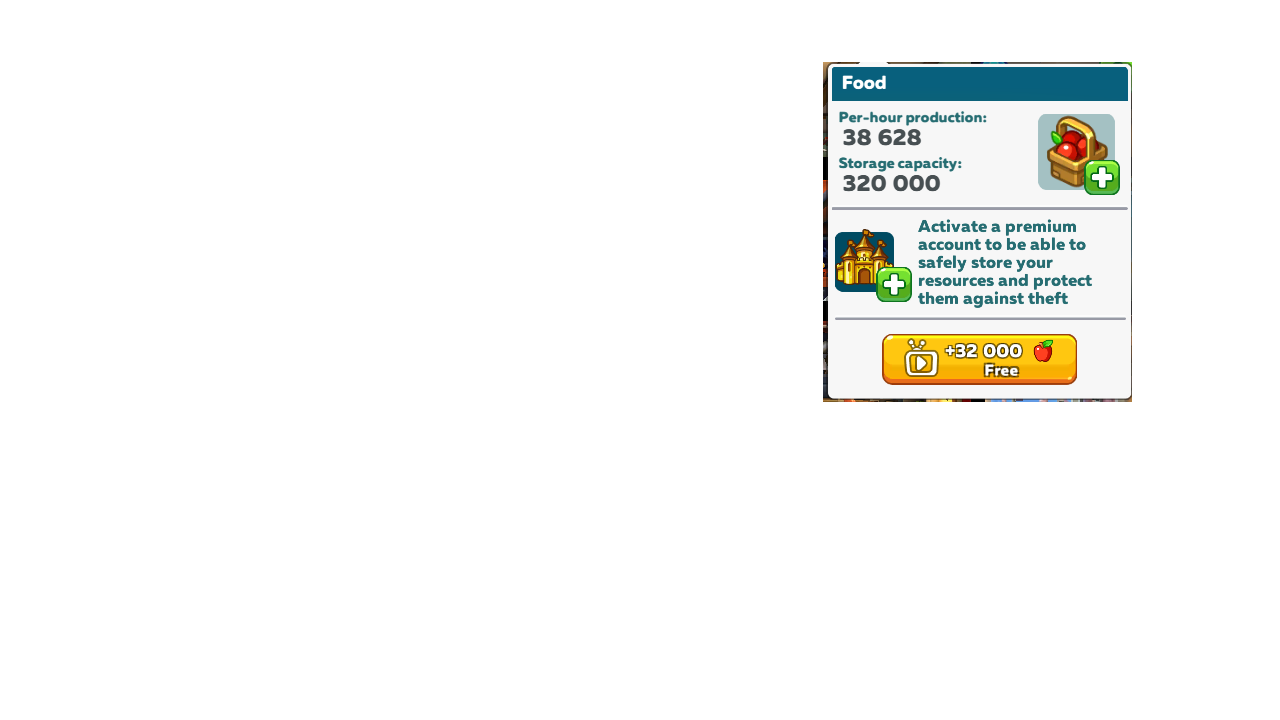 Food
Per-hour production:
38 628
Storage capacity:
320 000
Activate a premium
account to be able to
safely store your
resources and protect
them against theft
+32 000
Free